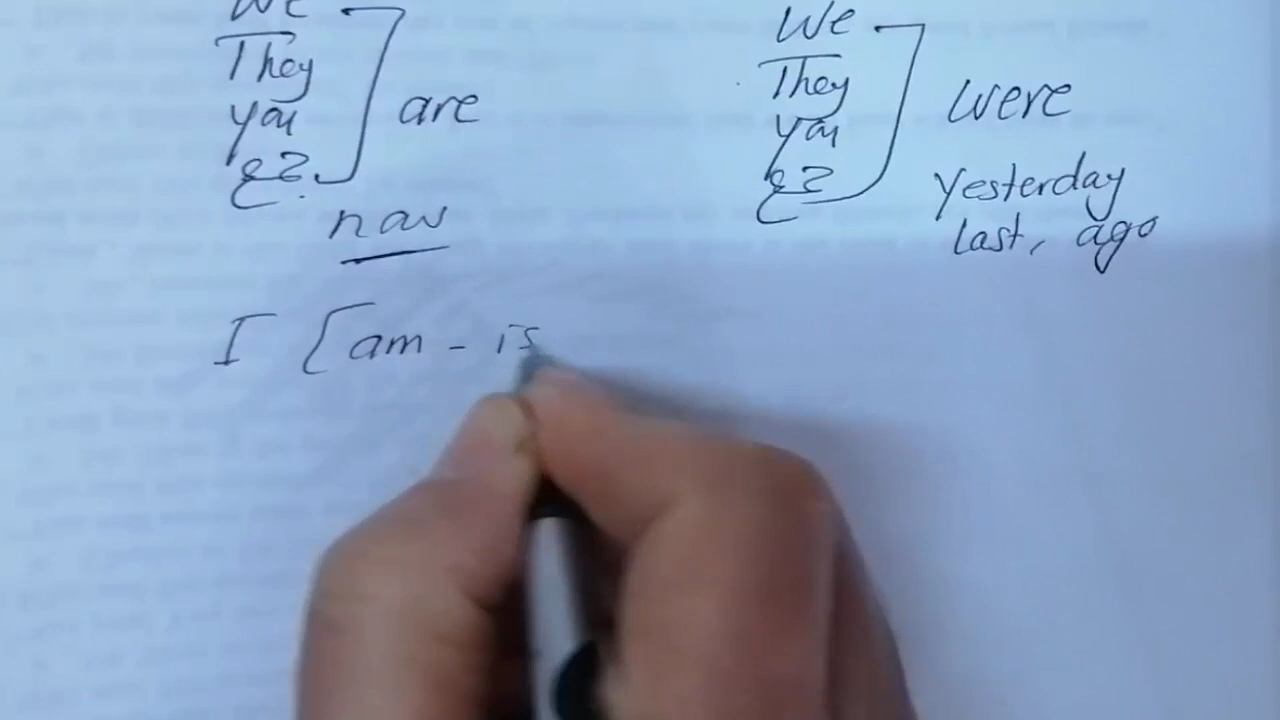 We
They
you
are
now
We
They
you
were
Yesterday
last, ago
I [am - is